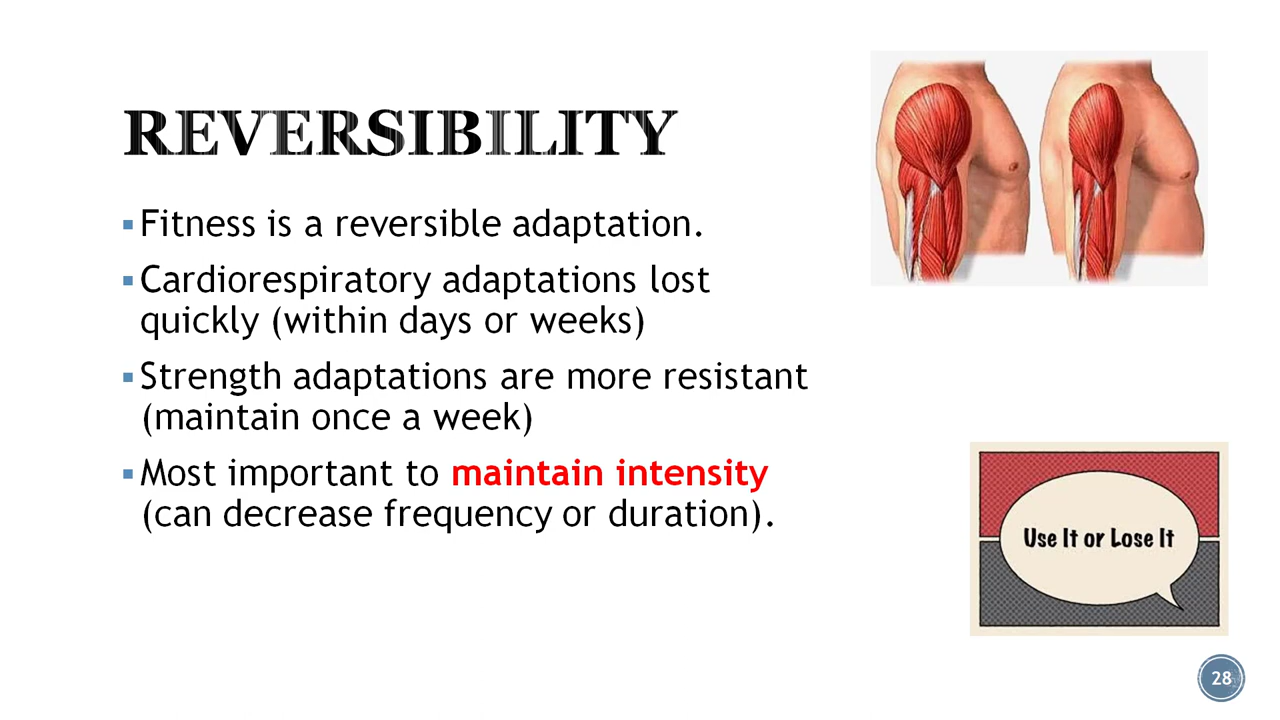 REVERSIBILITY
▪ Fitness is a reversible adaptation.
▪ Cardiorespiratory adaptations lost
quickly (within days or weeks)
▪ Strength adaptations are more resistant
(maintain once a week)
▪ Most important to maintain intensity
(can decrease frequency or duration).
Use It or Lose It
28